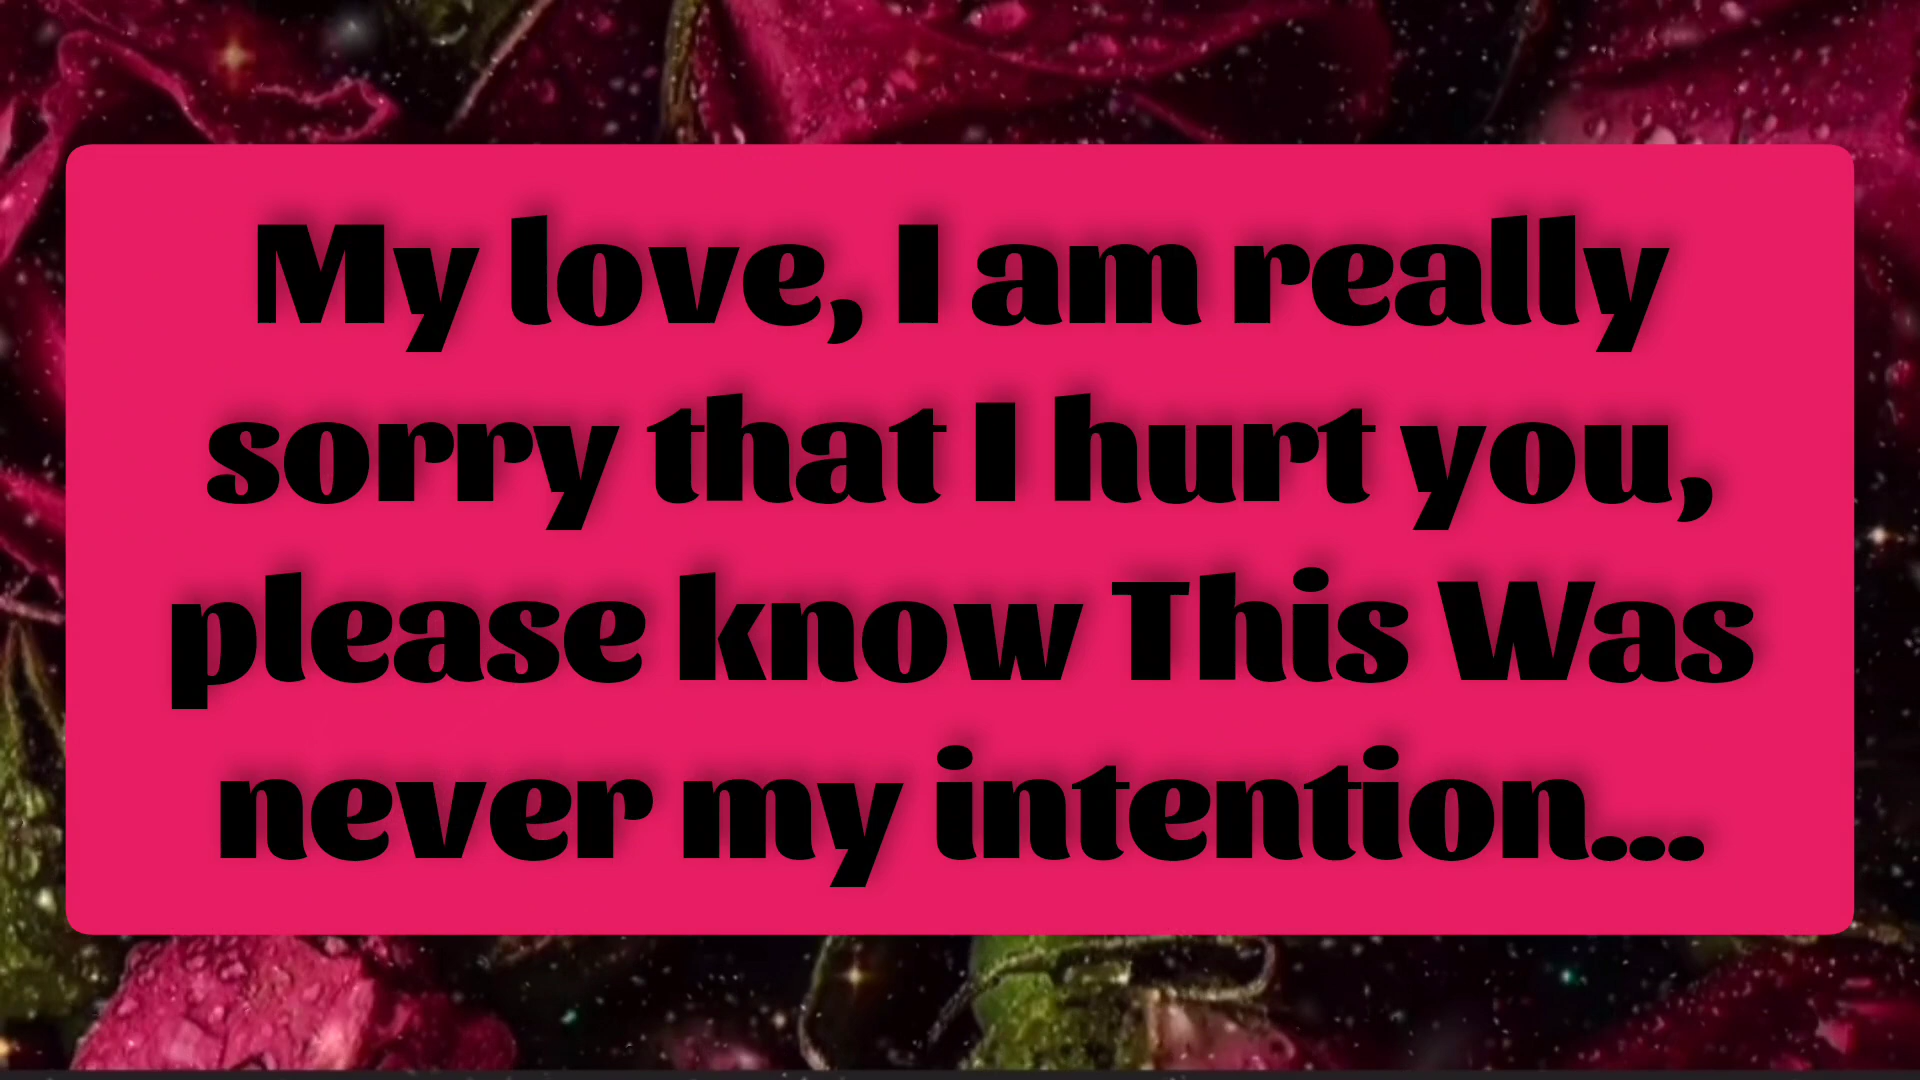 My love, I am really
sorry that I hurt you,
please know This Was
never my intention...